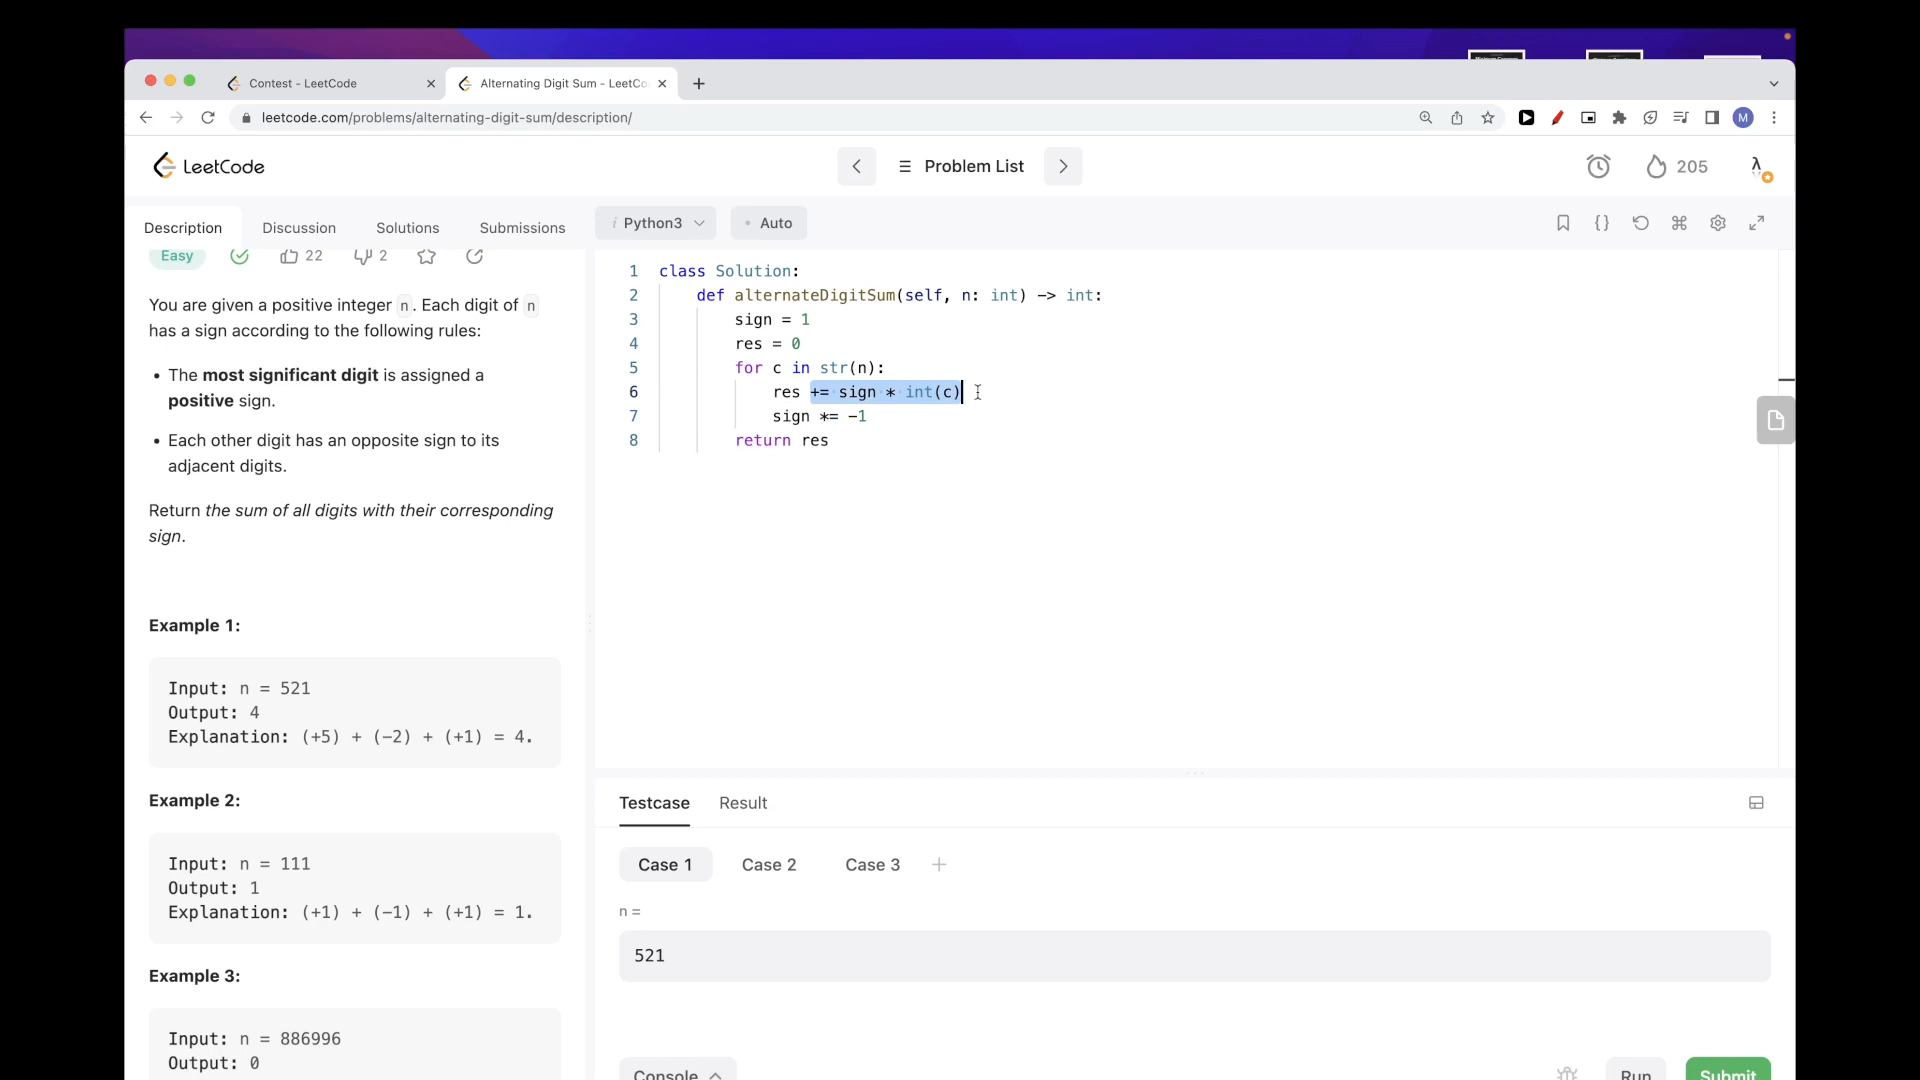 Contest - LeetCode
Alternating Digit Sum - LeetCo
leetcode.com/problems/alternating-digit-sum/description/
M
LeetCode
Problem List
205
Description Discussion Solutions Submissions
i Python3
Auto
Easy 22 2
You are given a positive integer n. Each digit of n
has a sign according to the following rules:
• The most significant digit is assigned a
positive sign.
• Each other digit has an opposite sign to its
adjacent digits.
Return the sum of all digits with their corresponding
sign.
Example 1:
Input: n = 521
Output: 4
Explanation: (+5) + (-2) + (+1) = 4.
Example 2:
Input: n = 111
Output: 1
Explanation: (+1) + (-1) + (+1) = 1.
Example 3:
Input: n = 886996
Output: 0
1 class Solution:
2 def alternateDigitSum(self, n: int) -> int:
3 sign = 1
4 res = 0
5 for c in str(n):
6 res += sign * int(c)
7 sign *= -1
8 return res
Testcase Result
Case 1 Case 2 Case 3
n =
521
Console
Run
Submit